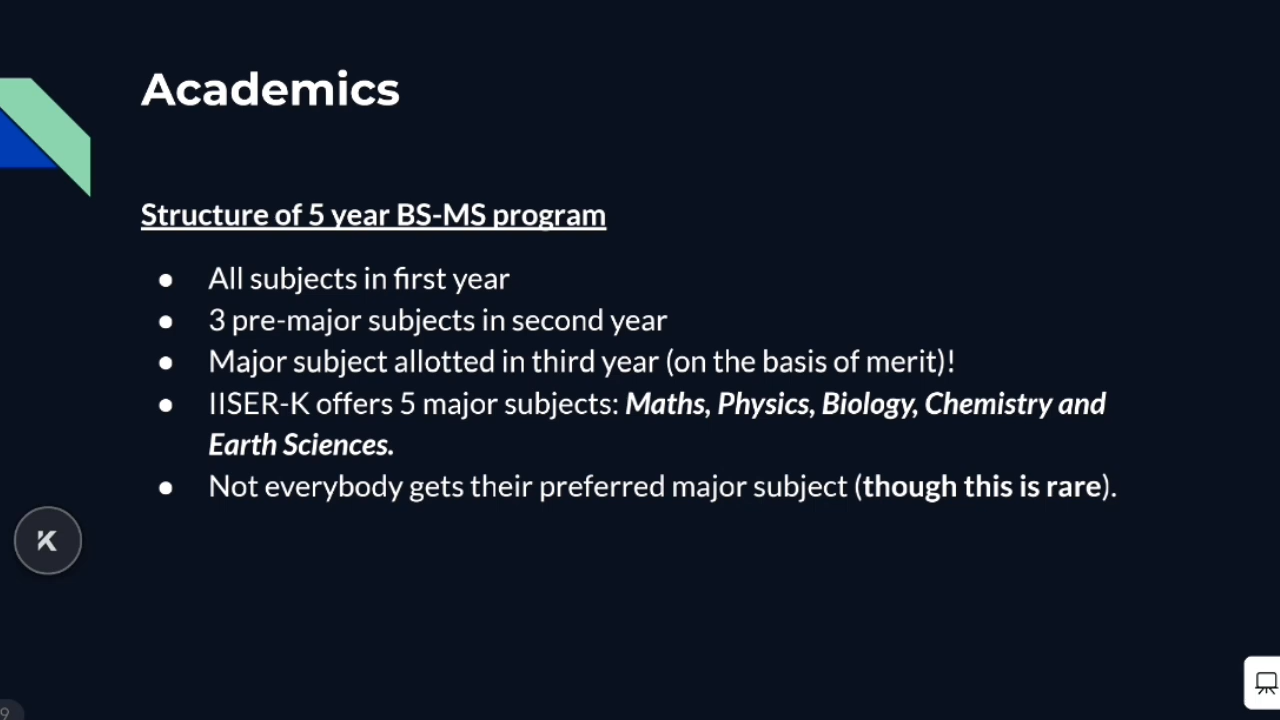 Academics
Structure of 5 year BS-MS program
● All subjects in first year
● 3 pre-major subjects in second year
● Major subject allotted in third year (on the basis of merit)!
● IISER-K offers 5 major subjects: Maths, Physics, Biology, Chemistry and
Earth Sciences.
● Not everybody gets their preferred major subject (though this is rare).
K
9